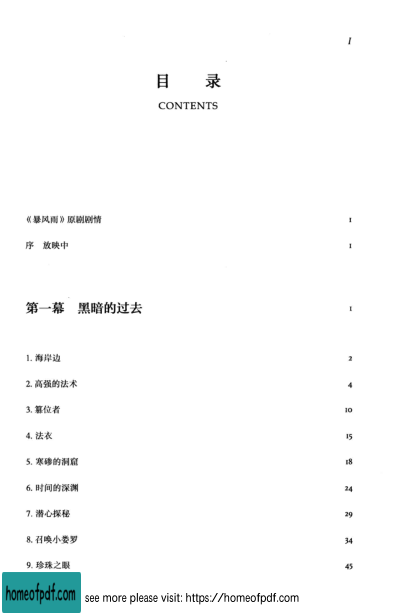 I
目 录
CONTENTS
《暴风雨》原剧剧情 1
序 放映中 1
第一幕 黑暗的过去 1
1. 海岸边 2
2. 高强的法术 4
3. 篡位者 10
4. 法衣 15
5. 寒碜的洞窟 18
6. 时间的深渊 24
7. 潜心探秘 29
8. 召唤小娄罗 34
9. 珍珠之眼 45
homeofpdf.com see more please visit: https://homeofpdf.com